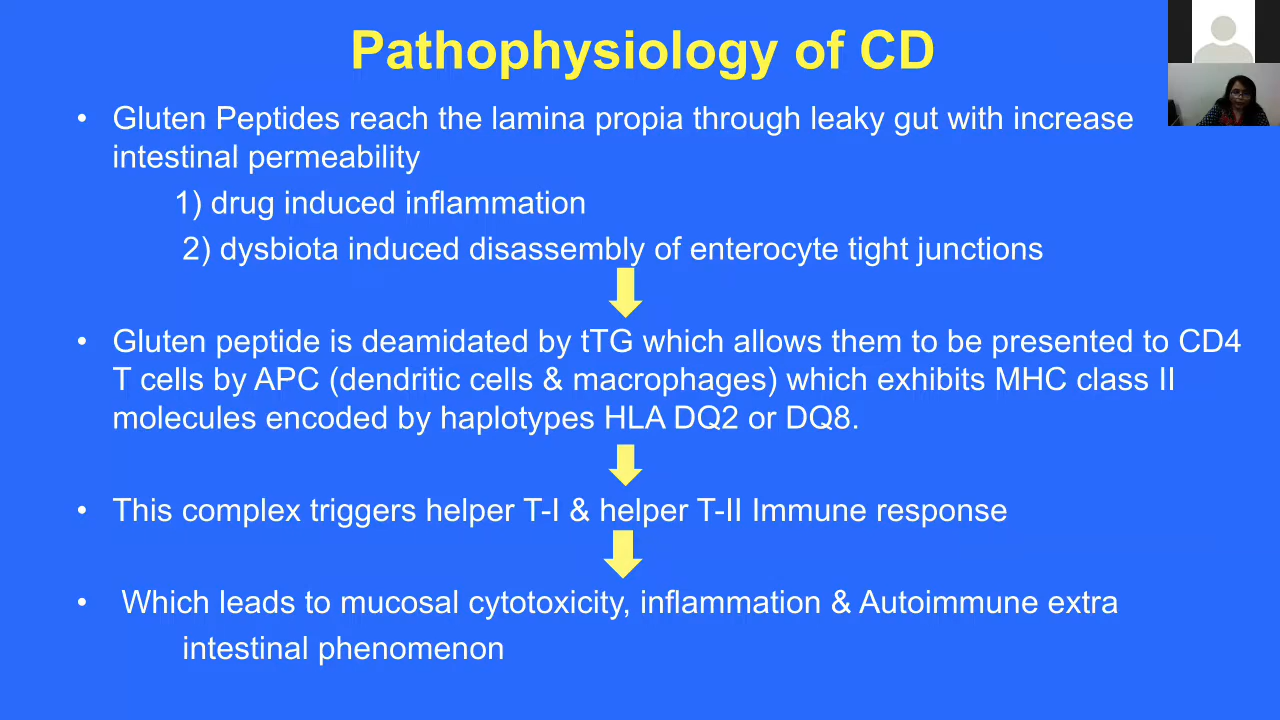 Pathophysiology of CD
• Gluten Peptides reach the lamina propia through leaky gut with increase
intestinal permeability
1) drug induced inflammation
2) dysbiota induced disassembly of enterocyte tight junctions
• Gluten peptide is deamidated by tTG which allows them to be presented to CD4
T cells by APC (dendritic cells & macrophages) which exhibits MHC class II
molecules encoded by haplotypes HLA DQ2 or DQ8.
• This complex triggers helper T-I & helper T-II Immune response
• Which leads to mucosal cytotoxicity, inflammation & Autoimmune extra
intestinal phenomenon